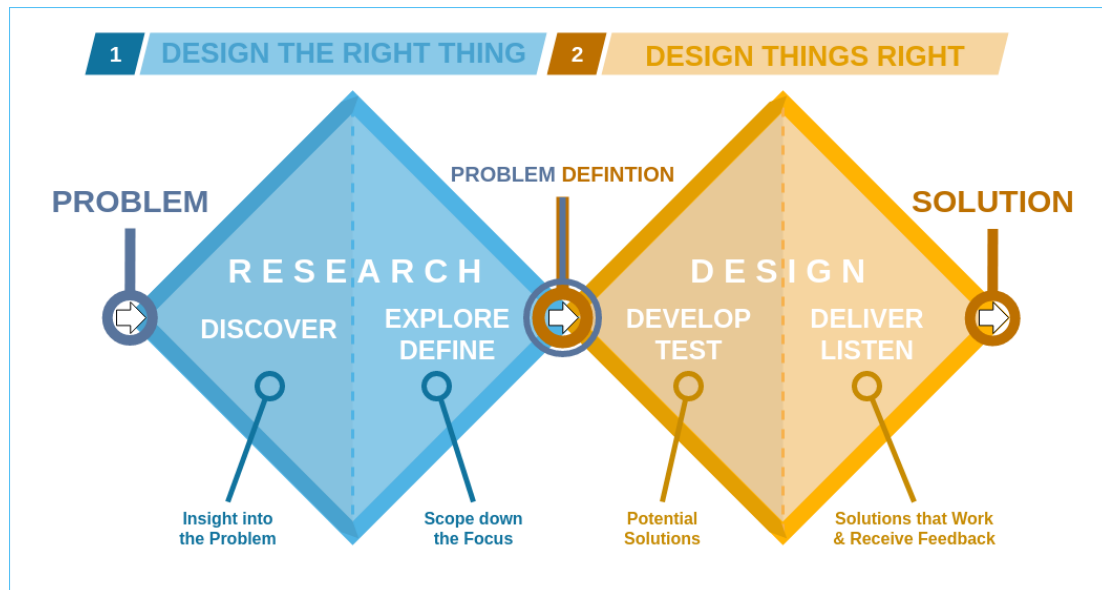 1 DESIGN THE RIGHT THING 2 DESIGN THINGS RIGHT
PROBLEM DEFINTION
PROBLEM
SOLUTION
RESEARCH
DESIGN
DISCOVER
EXPLORE
DEFINE
DEVELOP
TEST
DELIVER
LISTEN
Insight into
the Problem
Scope down
the Focus
Potential
Solutions
Solutions that Work
& Receive Feedback